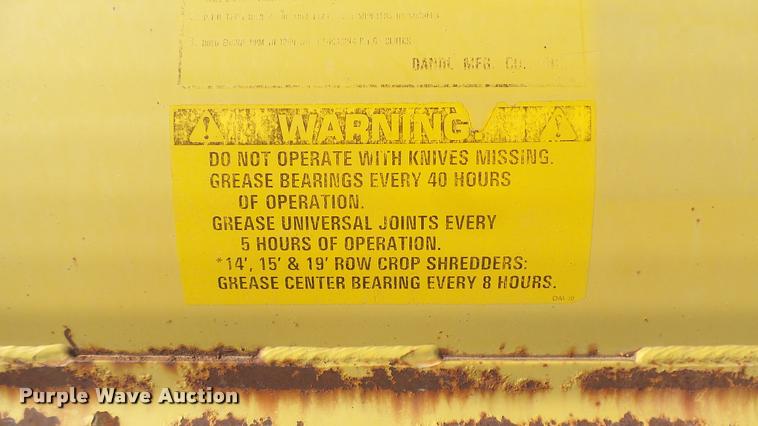 DANDL MFG. CO.
WARNING
DO NOT OPERATE WITH KNIVES MISSING.
GREASE BEARINGS EVERY 40 HOURS
OF OPERATION.
GREASE UNIVERSAL JOINTS EVERY
5 HOURS OF OPERATION.
*14', 15' & 19' ROW CROP SHREDDERS:
GREASE CENTER BEARING EVERY 8 HOURS.
Purple Wave Auction